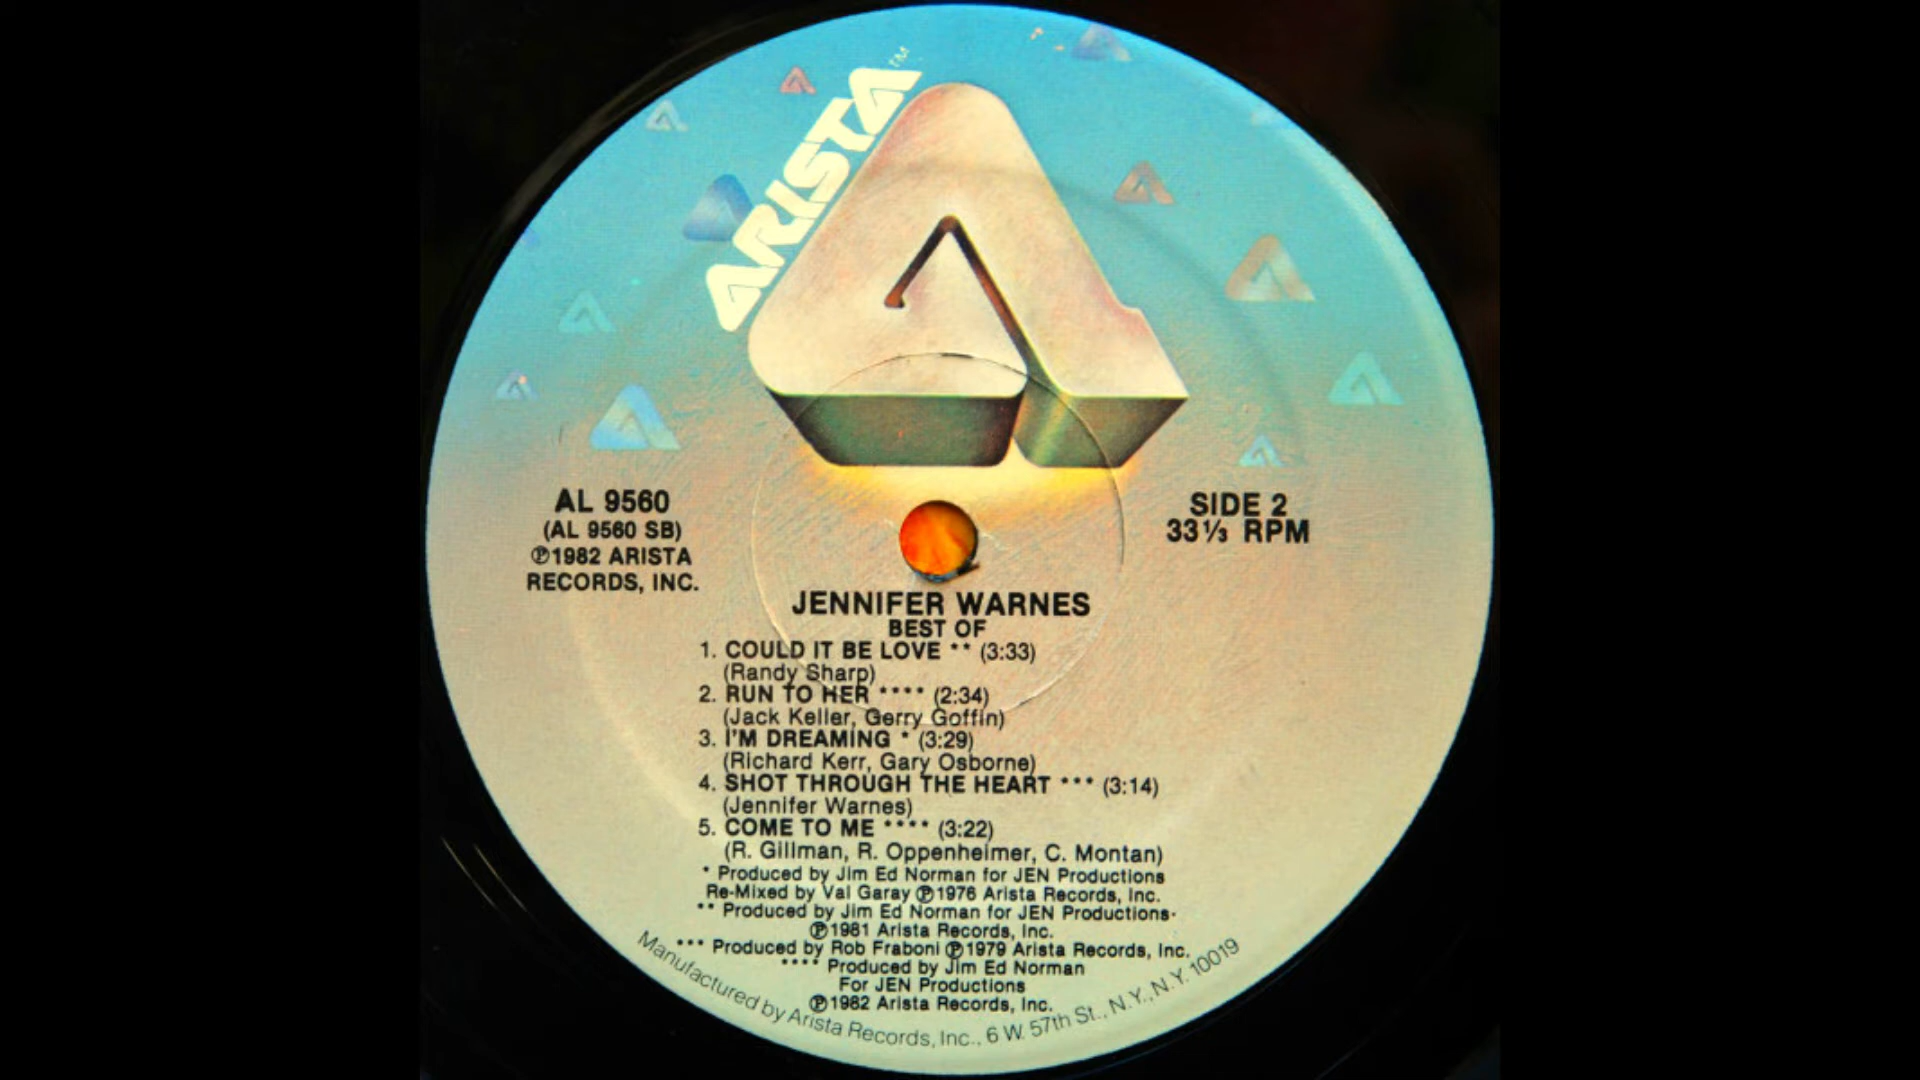 ARISTA™
AL 9560
(AL 9560 SB)
℗1982 ARISTA
RECORDS, INC.
SIDE 2
33⅓ RPM
JENNIFER WARNES
BEST OF
1. COULD IT BE LOVE ** (3:33)
(Randy Sharp)
2. RUN TO HER **** (2:34)
(Jack Keller, Gerry Goffin)
3. I'M DREAMING * (3:29)
(Richard Kerr, Gary Osborne)
4. SHOT THROUGH THE HEART *** (3:14)
(Jennifer Warnes)
5. COME TO ME **** (3:22)
(R. Gillman, R. Oppenheimer, C. Montan)
* Produced by Jim Ed Norman for JEN Productions
Re-Mixed by Val Garay ℗1976 Arista Records, Inc.
** Produced by Jim Ed Norman for JEN Productions.
℗1981 Arista Records, Inc.
*** Produced by Rob Fraboni ℗1979 Arista Records, Inc.
**** Produced by Jim Ed Norman
For JEN Productions
℗1982 Arista Records, Inc.
Manufactured by Arista Records, Inc., 6 W. 57th St., N.Y., N.Y. 10019